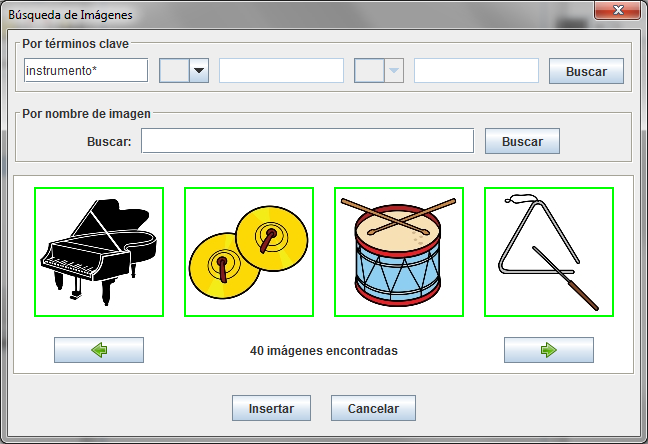 Búsqueda de Imágenes
Por términos clave
instrumento*
Buscar
Por nombre de imagen
Buscar:
Buscar
40 imágenes encontradas
Insertar
Cancelar